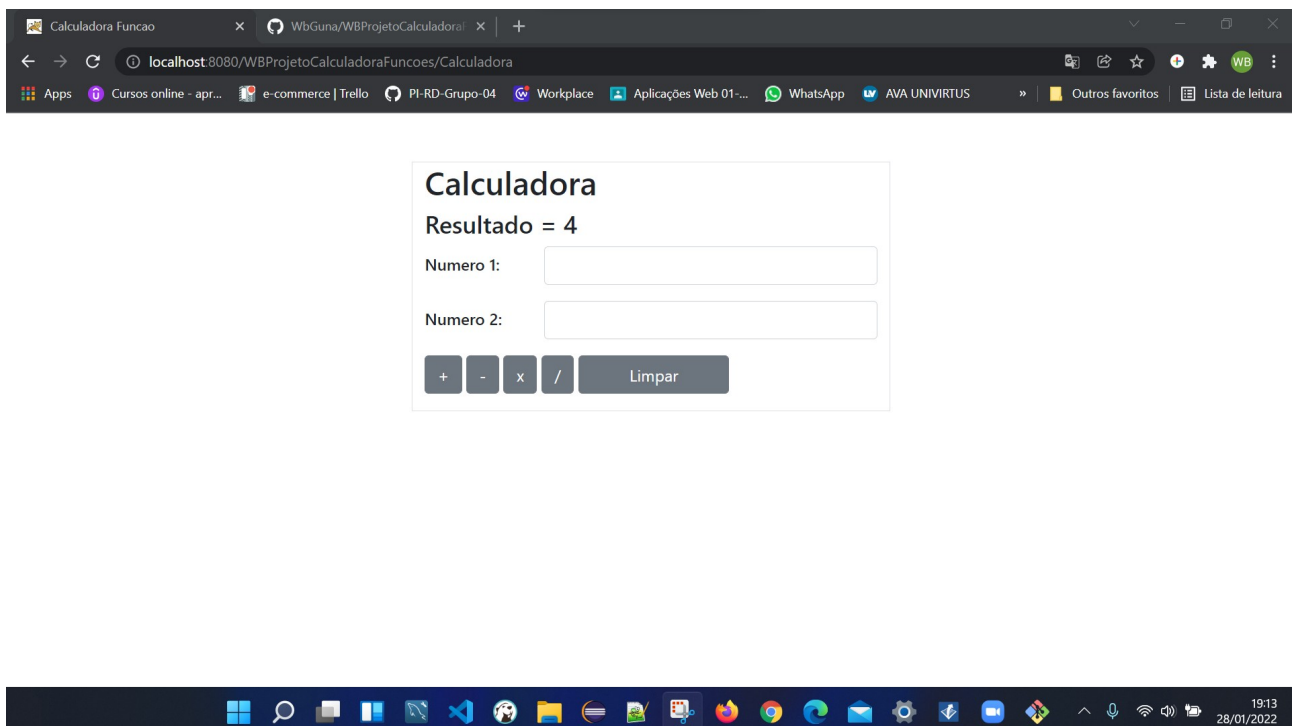 Calculadora Funcao
WbGuna/WBProjetoCalculadoraF
localhost:8080/WBProjetoCalculadoraFuncoes/Calculadora
WB
Apps
Cursos online - apr...
e-commerce | Trello
PI-RD-Grupo-04
Workplace
Aplicações Web 01-...
WhatsApp
AVA UNIVIRTUS
»
Outros favoritos
Lista de leitura
Calculadora
Resultado = 4
Numero 1:
Numero 2:
+ - x / Limpar
19:13
28/01/2022